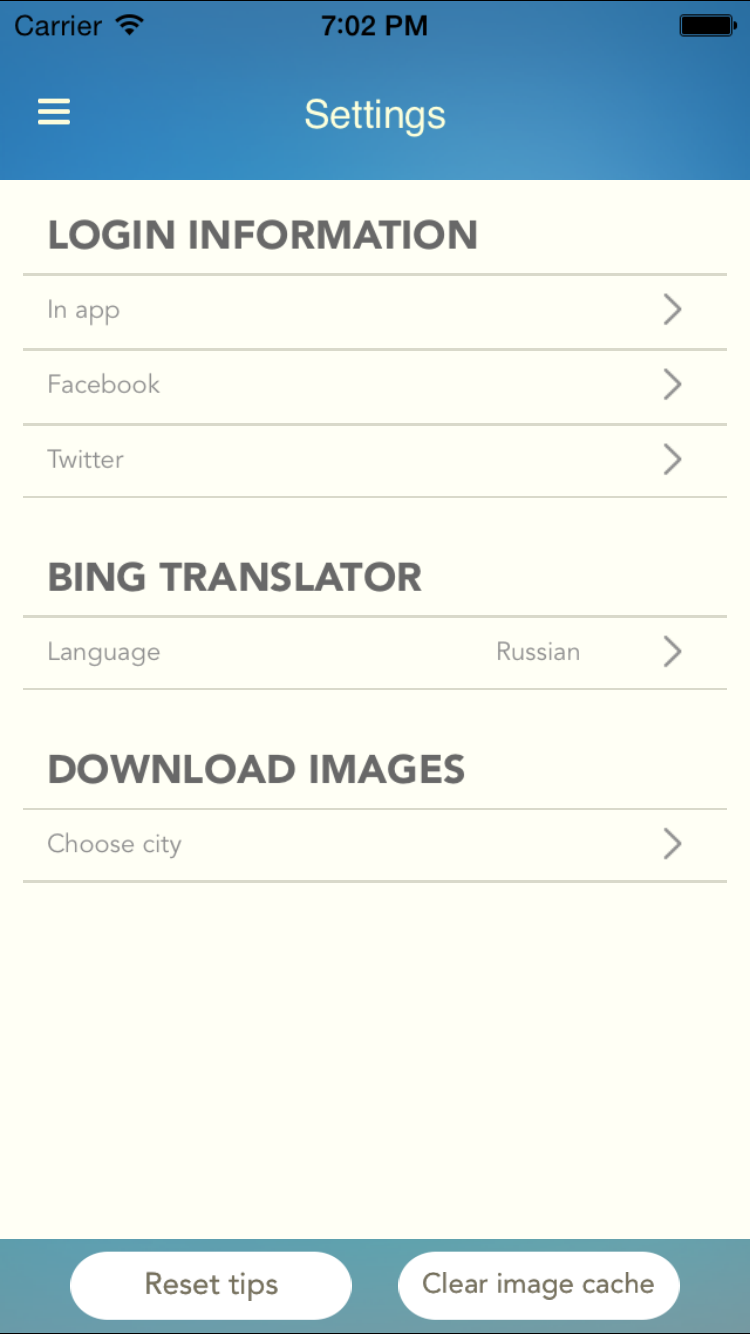 Carrier 7:02 PM
Settings
LOGIN INFORMATION
In app
Facebook
Twitter
BING TRANSLATOR
Language Russian
DOWNLOAD IMAGES
Choose city
Reset tips Clear image cache